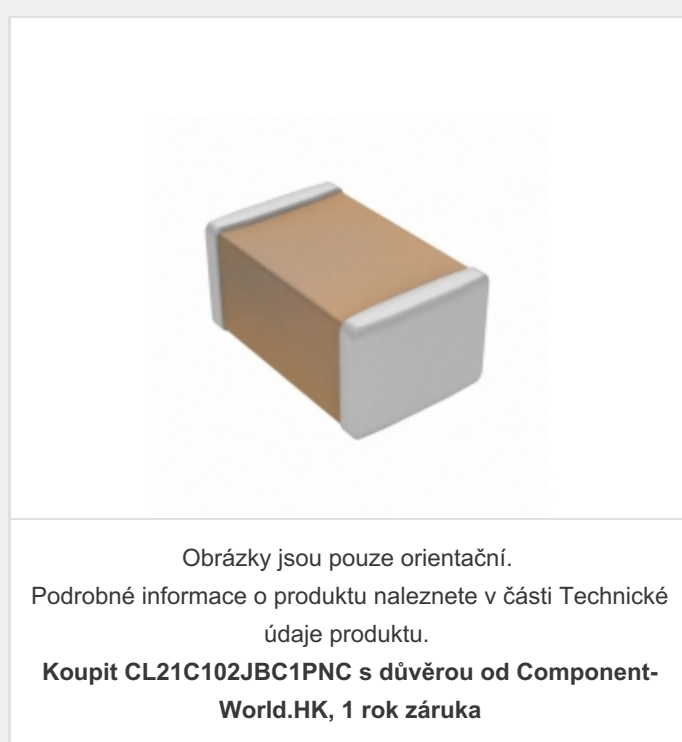 Obrázky jsou pouze orientační.
Podrobné informace o produktu naleznete v části Technické
údaje produktu.
Koupit CL21C102JBC1PNC s důvěrou od Component-
World.HK, 1 rok záruka